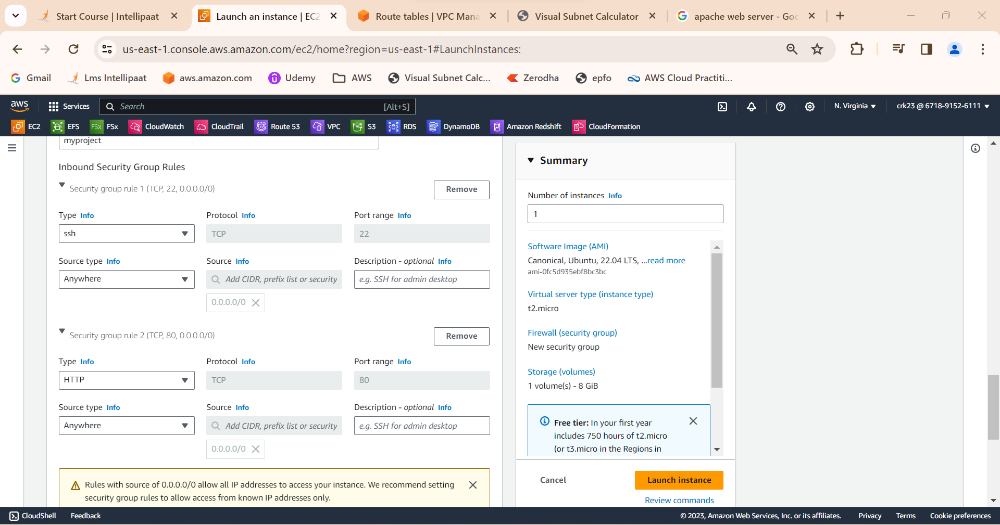 Start Course | Intellipaat
Launch an instance | EC2
Route tables | VPC Mana
Visual Subnet Calculator
apache web server - Goo
us-east-1.console.aws.amazon.com/ec2/home?region=us-east-1#LaunchInstances:
Gmail
Lms Intellipaat
aws.amazon.com
Udemy
AWS
Visual Subnet Calc...
Zerodha
epfo
AWS Cloud Practiti...
aws
Services
Search
[Alt+S]
N. Virginia
crk23 @ 6718-9152-6111
EC2
EFS
FSx
FSx
CloudWatch
CloudTrail
Route 53
VPC
S3
RDS
DynamoDB
Amazon Redshift
CloudFormation
myproject
Inbound Security Group Rules
Security group rule 1 (TCP, 22, 0.0.0.0/0)
Remove
Type Info
Protocol Info
Port range Info
ssh
TCP
22
Source type Info
Source Info
Description - optional Info
Anywhere
Add CIDR, prefix list or security
e.g. SSH for admin desktop
0.0.0.0/0
Security group rule 2 (TCP, 80, 0.0.0.0/0)
Remove
Type Info
Protocol Info
Port range Info
HTTP
TCP
80
Source type Info
Source Info
Description - optional Info
Anywhere
Add CIDR, prefix list or security
e.g. SSH for admin desktop
0.0.0.0/0
Rules with source of 0.0.0.0/0 allow all IP addresses to access your instance. We recommend setting
security group rules to allow access from known IP addresses only.
Summary
Number of instances Info
1
Software Image (AMI)
Canonical, Ubuntu, 22.04 LTS, ...read more
ami-0fc5d935ebf8bc3bc
Virtual server type (instance type)
t2.micro
Firewall (security group)
New security group
Storage (volumes)
1 volume(s) - 8 GiB
Free tier: In your first year
includes 750 hours of t2.micro
(or t3.micro in the Regions in
Cancel
Launch instance
Review commands
CloudShell
Feedback
© 2023, Amazon Web Services, Inc. or its affiliates.
Privacy
Terms
Cookie preferences